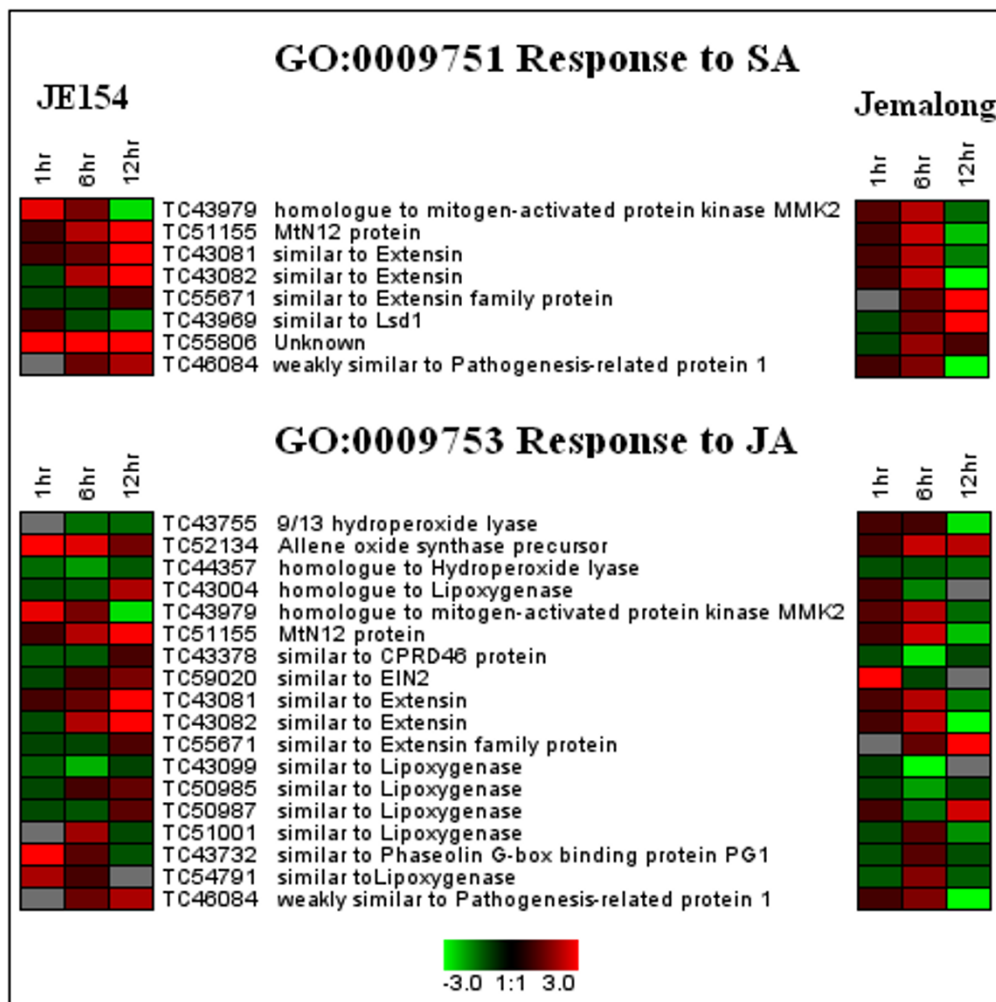 GO:0009751 Response to SA
JE154
Jemalong
1hr 6hr 12hr
1hr 6hr 12hr
TC43979 homologue to mitogen-activated protein kinase MMK2
TC51155 MtN12 protein
TC43081 similar to Extensin
TC43082 similar to Extensin
TC55671 similar to Extensin family protein
TC43969 similar to Lsd1
TC55806 Unknown
TC46084 weakly similar to Pathogenesis-related protein 1
GO:0009753 Response to JA
1hr 6hr 12hr
1hr 6hr 12hr
TC43755 9/13 hydroperoxide lyase
TC52134 Allene oxide synthase precursor
TC44357 homologue to Hydroperoxide lyase
TC43004 homologue to Lipoxygenase
TC43979 homologue to mitogen-activated protein kinase MMK2
TC51155 MtN12 protein
TC43378 similar to CPRD46 protein
TC59020 similar to EIN2
TC43081 similar to Extensin
TC43082 similar to Extensin
TC55671 similar to Extensin family protein
TC43099 similar to Lipoxygenase
TC50985 similar to Lipoxygenase
TC50987 similar to Lipoxygenase
TC51001 similar to Lipoxygenase
TC43732 similar to Phaseolin G-box binding protein PG1
TC54791 similar toLipoxygenase
TC46084 weakly similar to Pathogenesis-related protein 1
-3.0 1:1 3.0